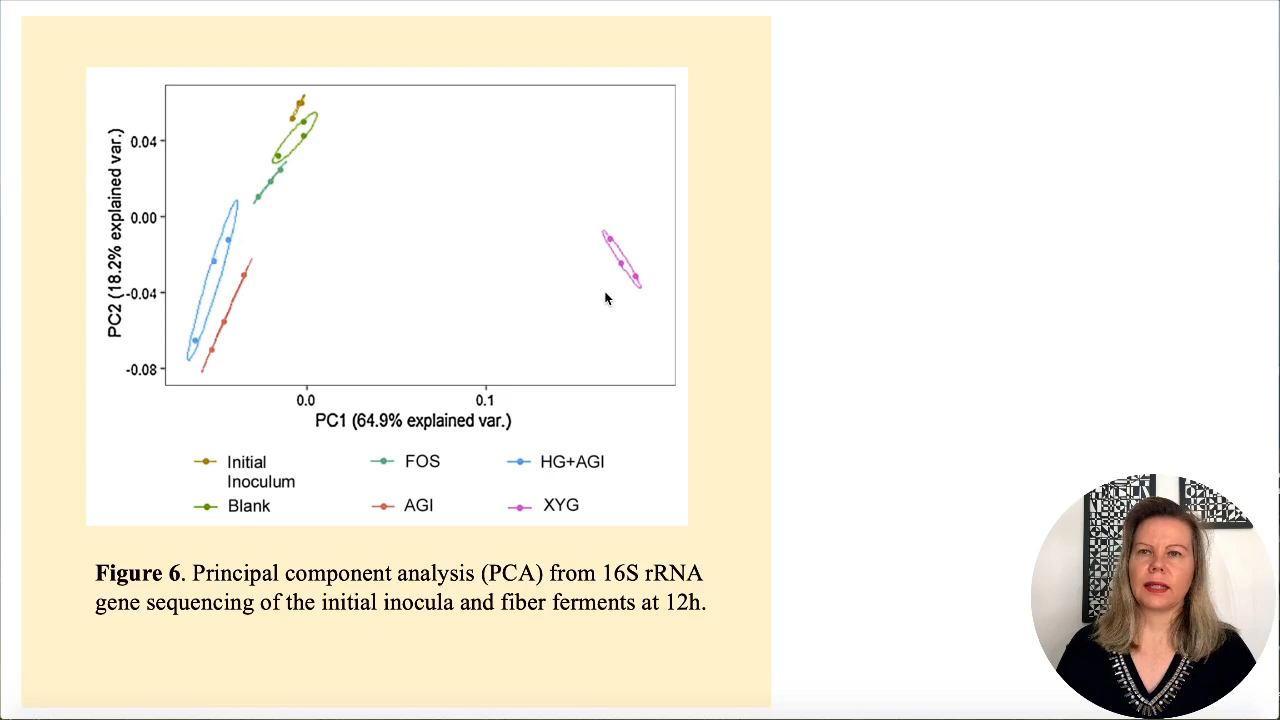 0.04
0.00
-0.04
-0.08
PC2 (18.2% explained var.)
0.0 0.1
PC1 (64.9% explained var.)
Initial Inoculum
FOS
HG+AGI
Blank
AGI
XYG
Figure 6. Principal component analysis (PCA) from 16S rRNA
gene sequencing of the initial inocula and fiber ferments at 12h.